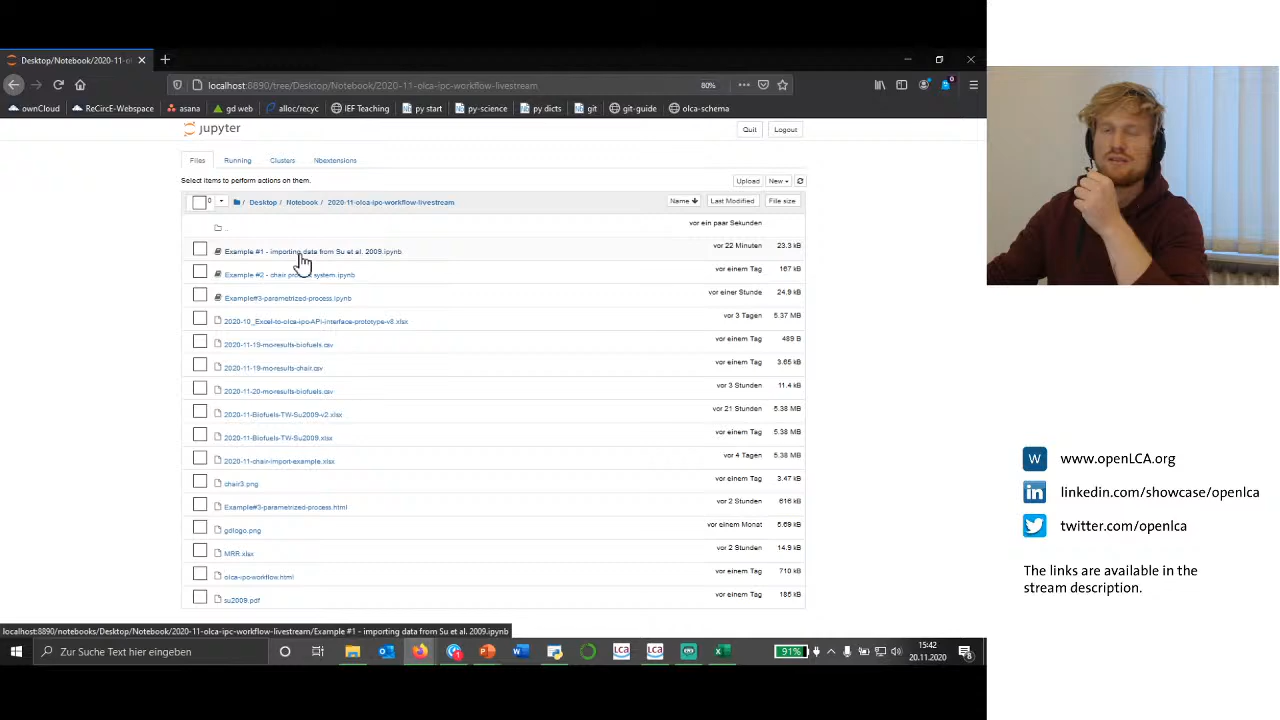 Desktop/Notebook/2020-11-ol
localhost:8890/tree/Desktop/Notebook/2020-11-olca-ipc-workflow-livestream
80%
ownCloud
ReCircE-Webspace
asana
gd web
alloc/recyc
IEF Teaching
py start
py-science
py dicts
git
git-guide
olca-schema
jupyter
Quit
Logout
Files
Running
Clusters
Nbextensions
Select items to perform actions on them.
Upload
New
0
/ Desktop / Notebook / 2020-11-olca-ipc-workflow-livestream
Name
Last Modified
File size
..
vor ein paar Sekunden
Example #1 - importing data from Su et al. 2009.ipynb
vor 22 Minuten
23.3 kB
Example #2 - chair product system.ipynb
vor einem Tag
167 kB
Example#3-parametrized-process.ipynb
vor einer Stunde
24.9 kB
2020-10_Excel-to-olca-ipc-API-interface-prototype-v8.xlsx
vor 3 Tagen
5.37 MB
2020-11-19-mo-results-biofuels.csv
vor einem Tag
489 B
2020-11-19-mo-results-chair.csv
vor einem Tag
3.65 kB
2020-11-20-mo-results-biofuels.csv
vor 3 Stunden
11.4 kB
2020-11-Biofuels-TW-Su2009-v2.xlsx
vor 21 Stunden
5.38 MB
2020-11-Biofuels-TW-Su2009.xlsx
vor einem Tag
5.38 MB
2020-11-chair-import-example.xlsx
vor 4 Tagen
5.38 MB
chair3.png
vor einem Tag
3.47 kB
Example#3-parametrized-process.html
vor 2 Stunden
616 kB
gdlogo.png
vor einem Monat
5.69 kB
MRR.xlsx
vor 2 Stunden
14.9 kB
olca-ipc-workflow.html
vor einem Tag
710 kB
su2009.pdf
vor einem Tag
185 kB
localhost:8890/notebooks/Desktop/Notebook/2020-11-olca-ipc-workflow-livestream/Example #1 - importing data from Su et al. 2009.ipynb
Zur Suche Text hier eingeben
LCA
LCA
91%
15:42
20.11.2020
8
W www.openLCA.org
in linkedin.com/showcase/openlca
twitter.com/openlca
The links are available in the
stream description.